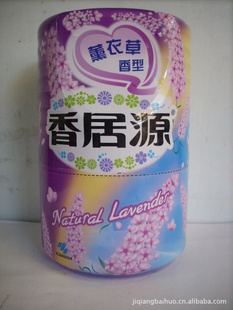 薰衣草
香型
香居源
Natural Lavender
jiqiangbaihuo.cn.alibaba.com